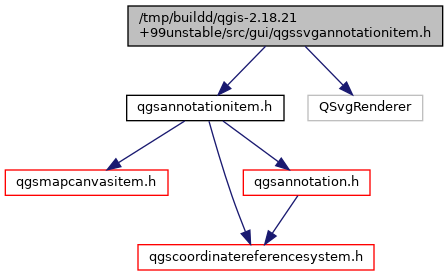 /tmp/buildd/qgis-2.18.21
+99unstable/src/gui/qgssvgannotationitem.h
qgsannotationitem.h
QSvgRenderer
qgsmapcanvasitem.h
qgsannotation.h
qgscoordinatereferencesystem.h